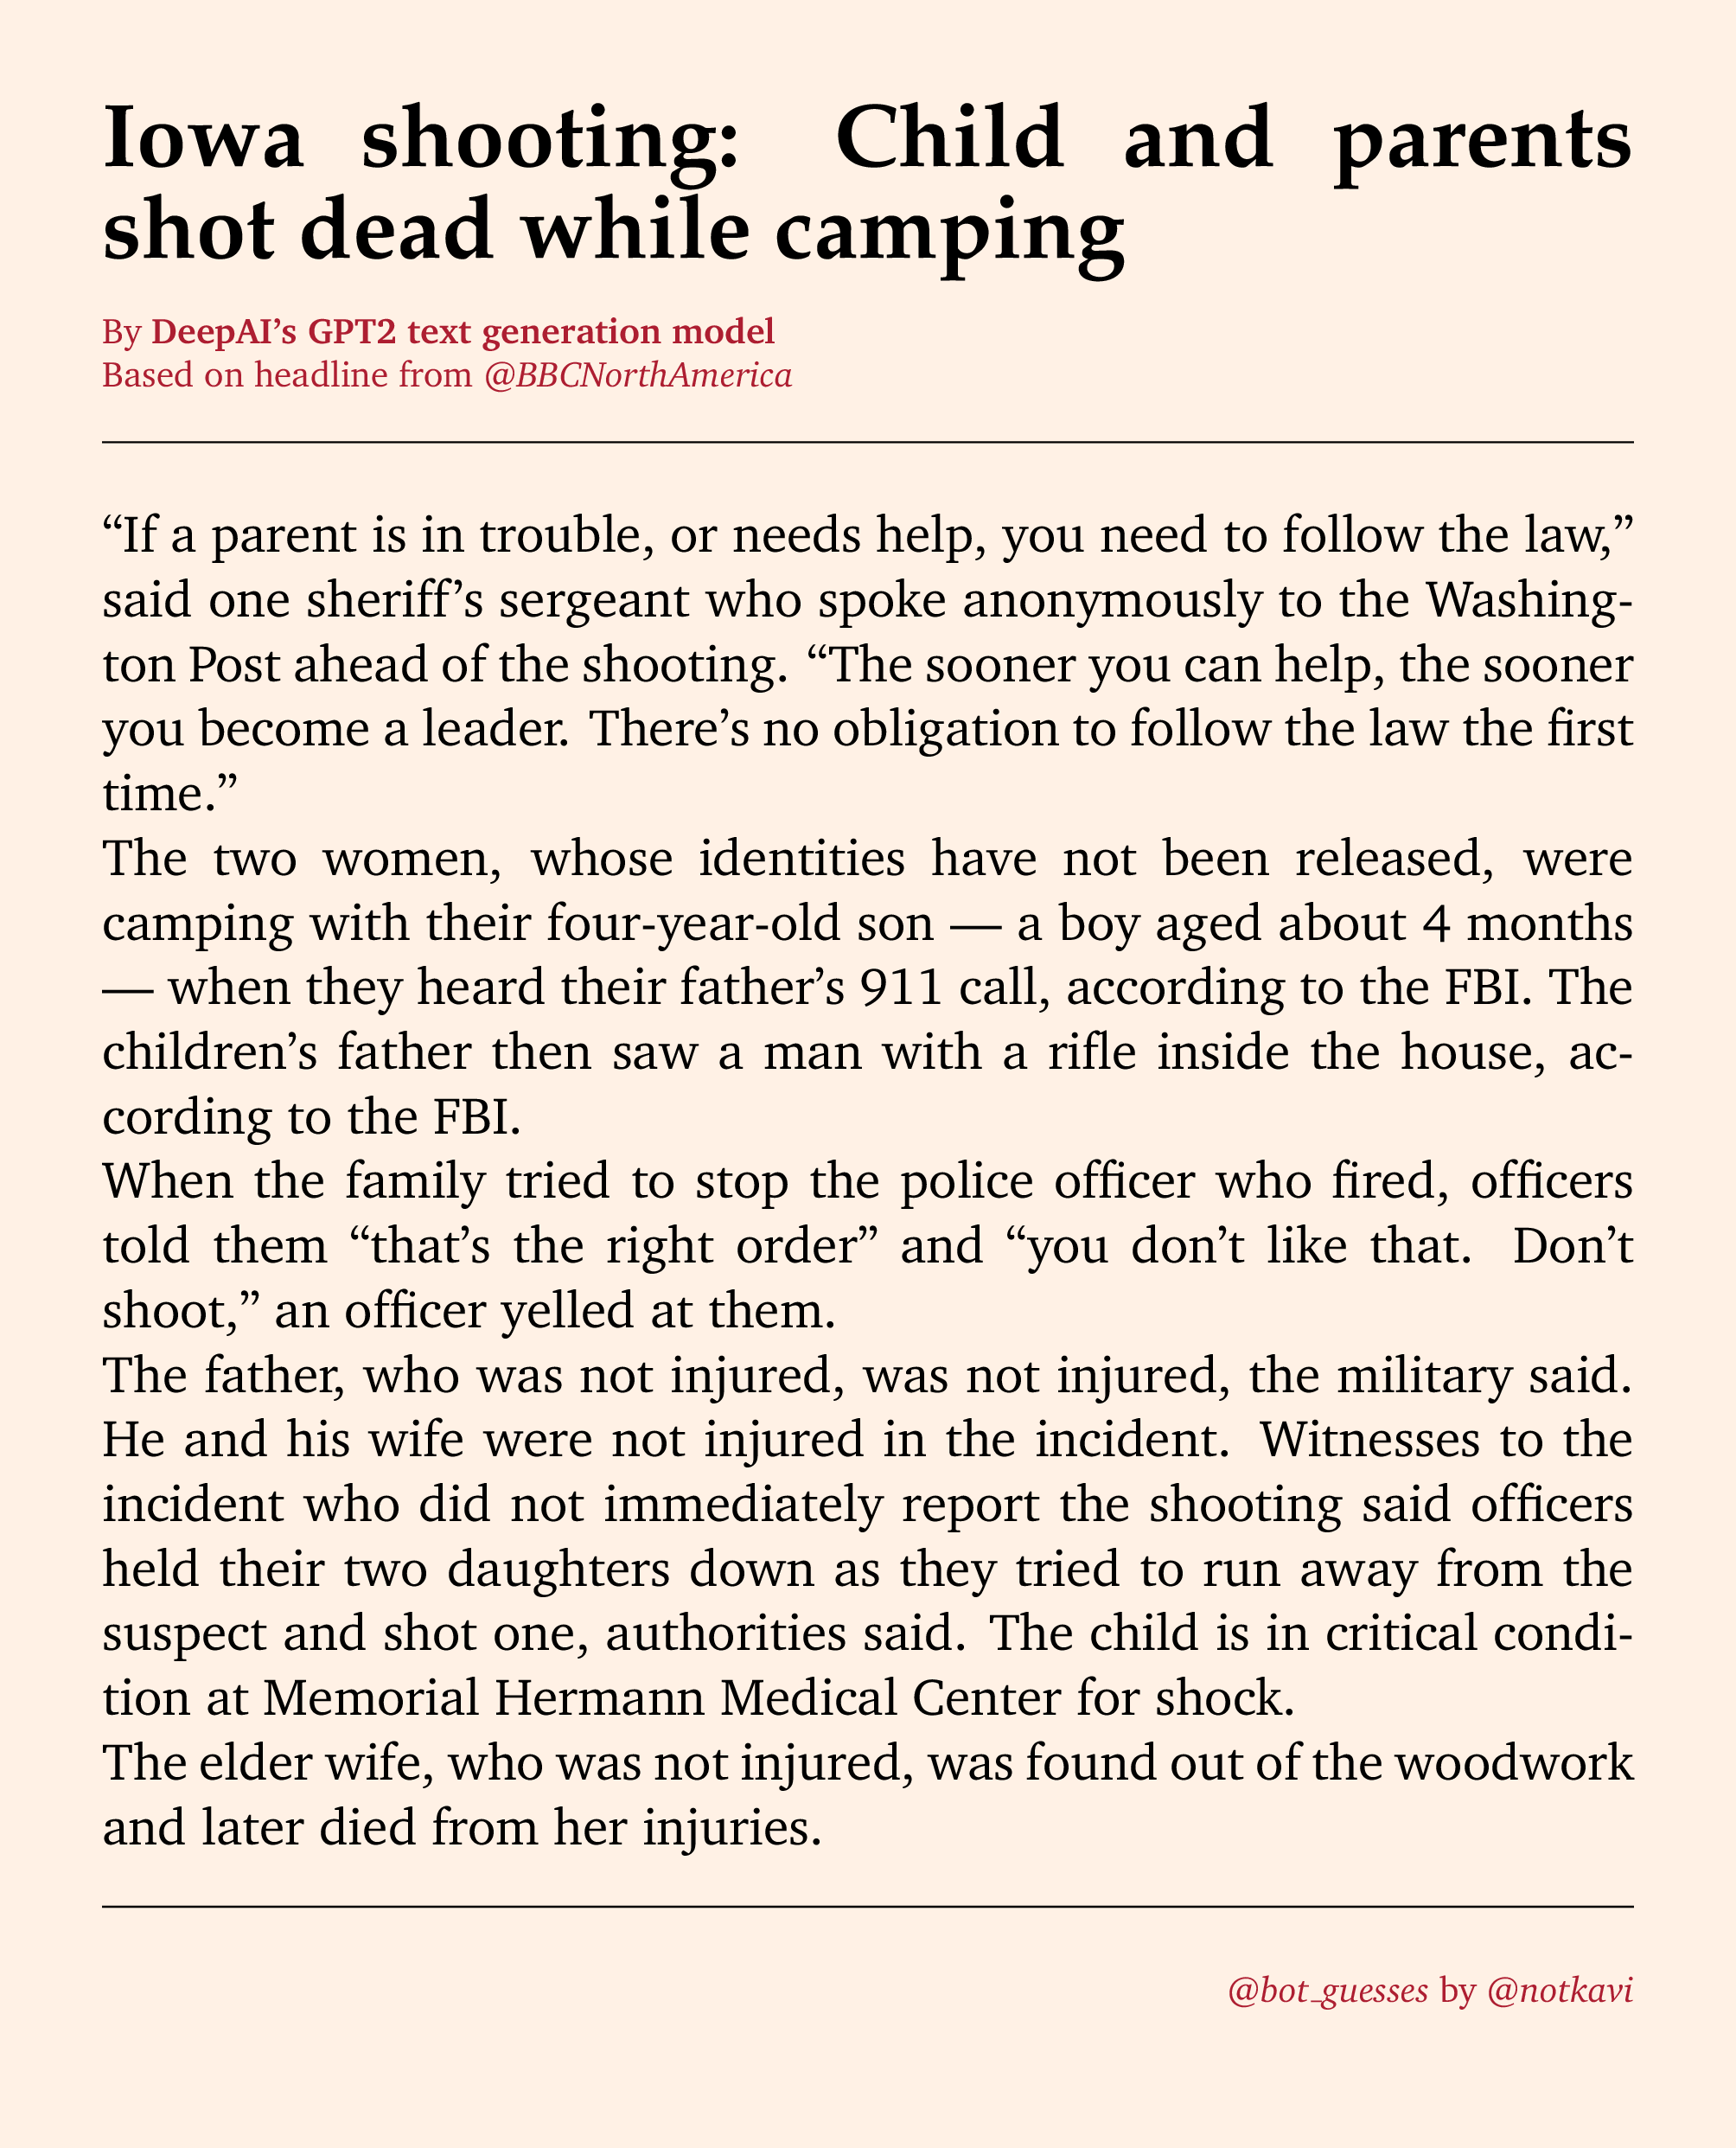 Iowa shooting: Child and parents
shot dead while camping
By DeepAI’s GPT2 text generation model
Based on headline from @BBCNorthAmerica
“If a parent is in trouble, or needs help, you need to follow the law,”
said one sheriff’s sergeant who spoke anonymously to the Washing-
ton Post ahead of the shooting. “The sooner you can help, the sooner
you become a leader. There’s no obligation to follow the law the first
time.”
The two women, whose identities have not been released, were
camping with their four-year-old son — a boy aged about 4 months
— when they heard their father’s 911 call, according to the FBI. The
children’s father then saw a man with a rifle inside the house, ac-
cording to the FBI.
When the family tried to stop the police officer who fired, officers
told them “that’s the right order” and “you don’t like that. Don’t
shoot,” an officer yelled at them.
The father, who was not injured, was not injured, the military said.
He and his wife were not injured in the incident. Witnesses to the
incident who did not immediately report the shooting said officers
held their two daughters down as they tried to run away from the
suspect and shot one, authorities said. The child is in critical condi-
tion at Memorial Hermann Medical Center for shock.
The elder wife, who was not injured, was found out of the woodwork
and later died from her injuries.
@bot_guesses by @notkavi